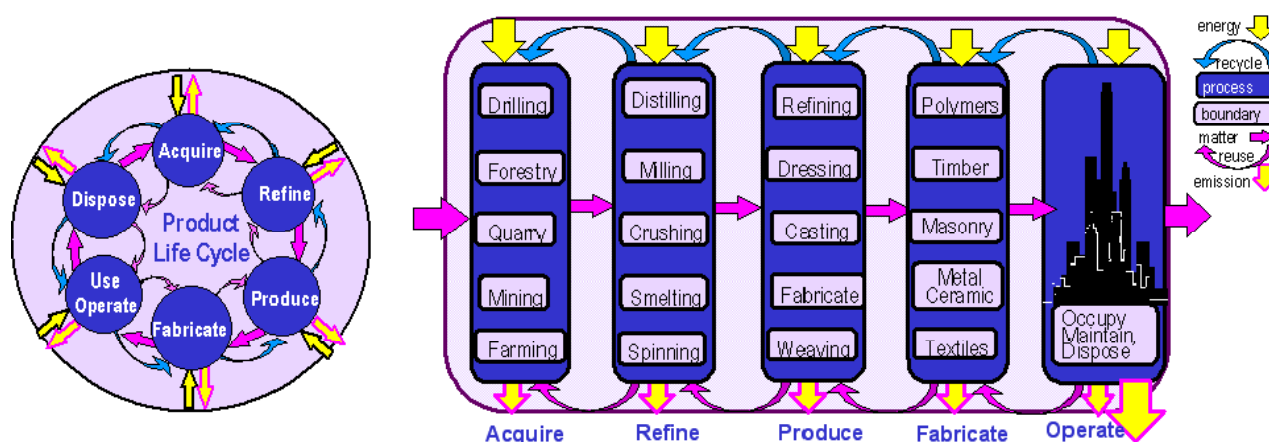 Acquire
Refine
Produce
Fabricate
Use
Operate
Dispose
Product
Life Cycle
Drilling
Forestry
Quarry
Mining
Farming
Acquire
Distilling
Milling
Crushing
Smelting
Spinning
Refine
Refining
Dressing
Casting
Fabricate
Weaving
Produce
Polymers
Timber
Masonry
Metal
Ceramic
Textiles
Fabricate
Occupy
Maintain,
Dispose
Operate
energy
recycle
process
boundary
matter
reuse
emission